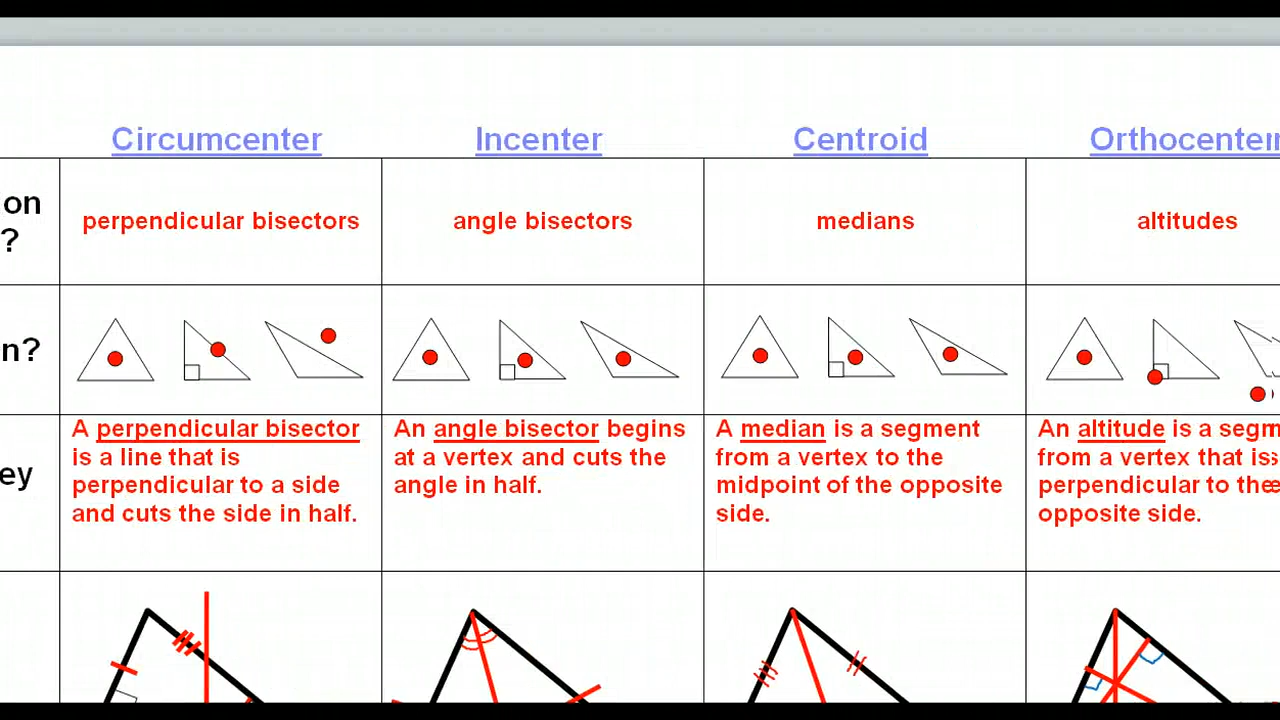 Circumcenter Incenter Centroid Orthocenter
on
?
perpendicular bisectors angle bisectors medians altitudes
n?
ey
A perpendicular bisector
is a line that is
perpendicular to a side
and cuts the side in half.
An angle bisector begins
at a vertex and cuts the
angle in half.
A median is a segment
from a vertex to the
midpoint of the opposite
side.
An altitude is a segm
from a vertex that is
perpendicular to the
opposite side.